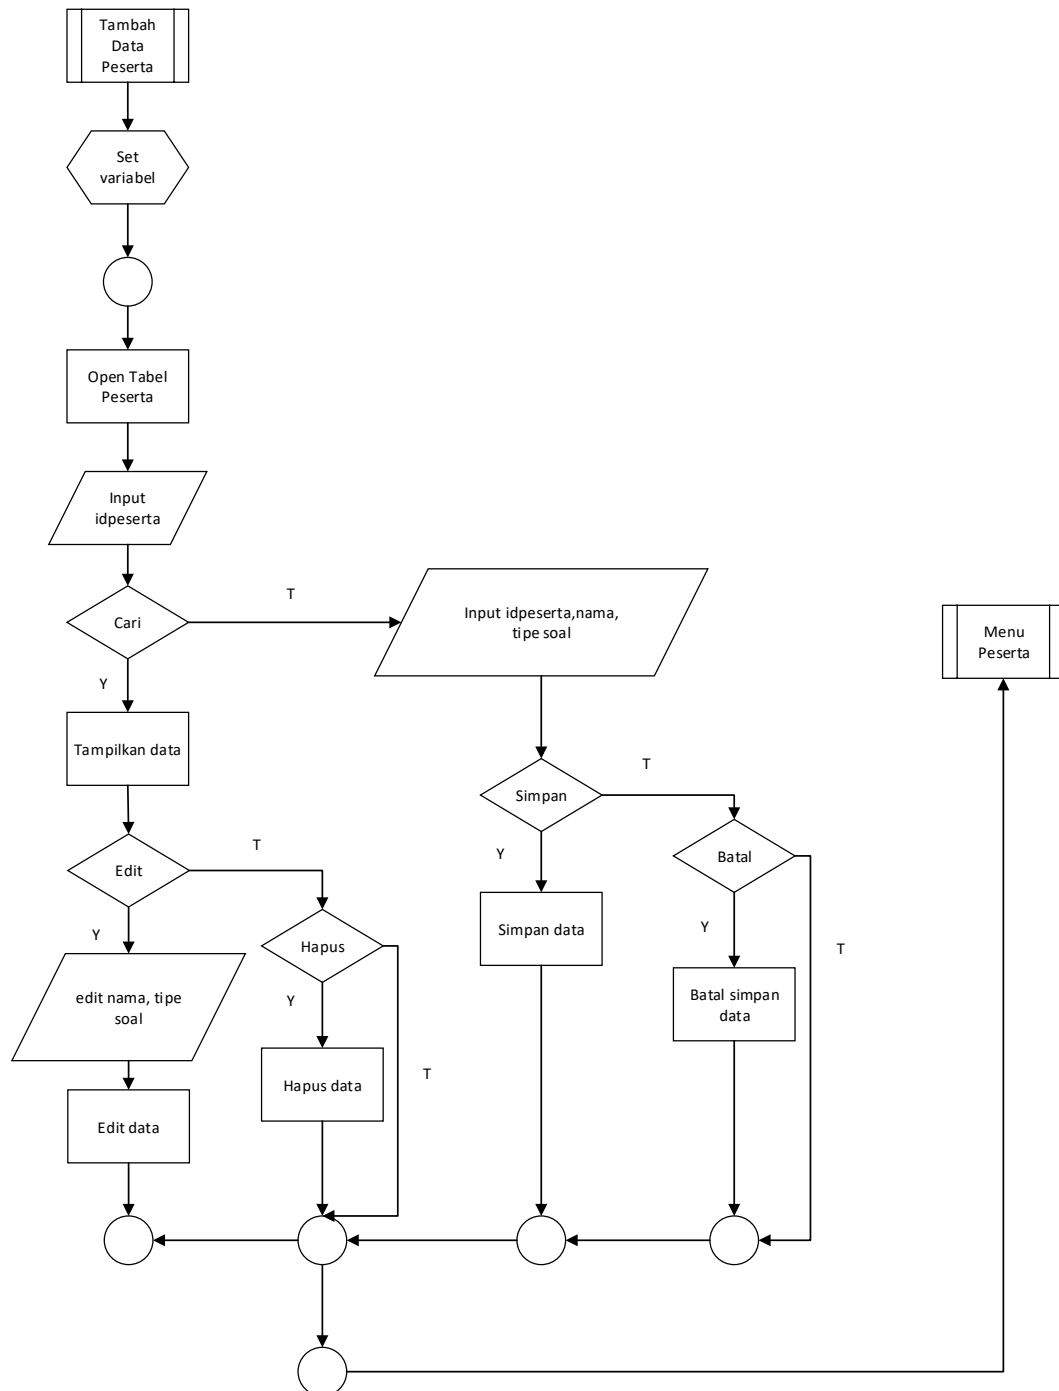 Tambah
Data
Peserta
Set
variabel
Open Tabel
Peserta
Input
idpeserta
Cari
T
Input idpeserta,nama,
tipe soal
Menu
Peserta
Y
Tampilkan data
Simpan
T
Edit
T
Y
Batal
Simpan data
Y
Hapus
Y
T
edit nama, tipe
soal
Y
Batal simpan
data
Hapus data
T
Edit data